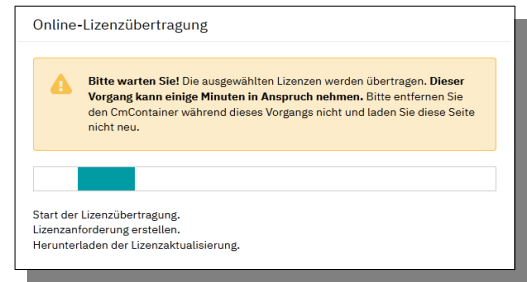 Online-Lizenzübertragung
Bitte warten Sie! Die ausgewählten Lizenzen werden übertragen. Dieser
Vorgang kann einige Minuten in Anspruch nehmen. Bitte entfernen Sie
den CmContainer während dieses Vorgangs nicht und laden Sie diese Seite
nicht neu.
Start der Lizenzübertragung.
Lizenzanforderung erstellen.
Herunterladen der Lizenzaktualisierung.